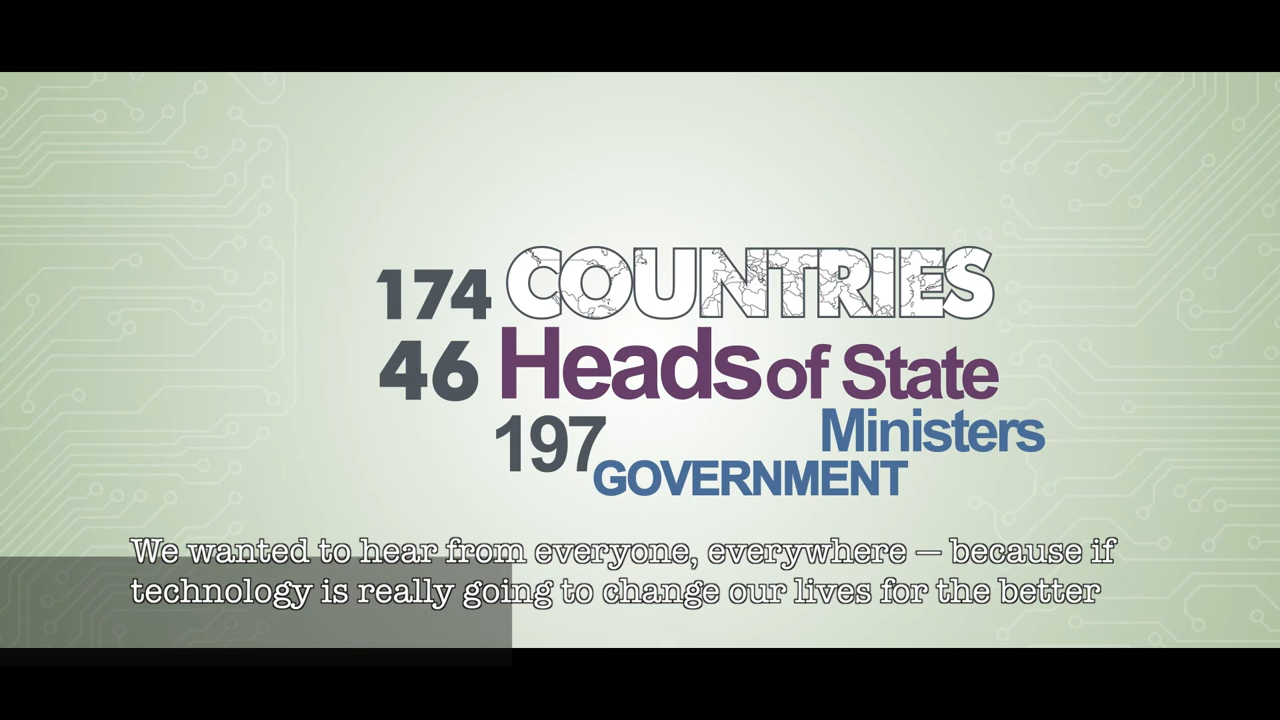 174 COUNTRIES
46 Heads of State
197 Ministers
GOVERNMENT
We wanted to hear from everyone, everywhere — because if
technology is really going to change our lives for the better